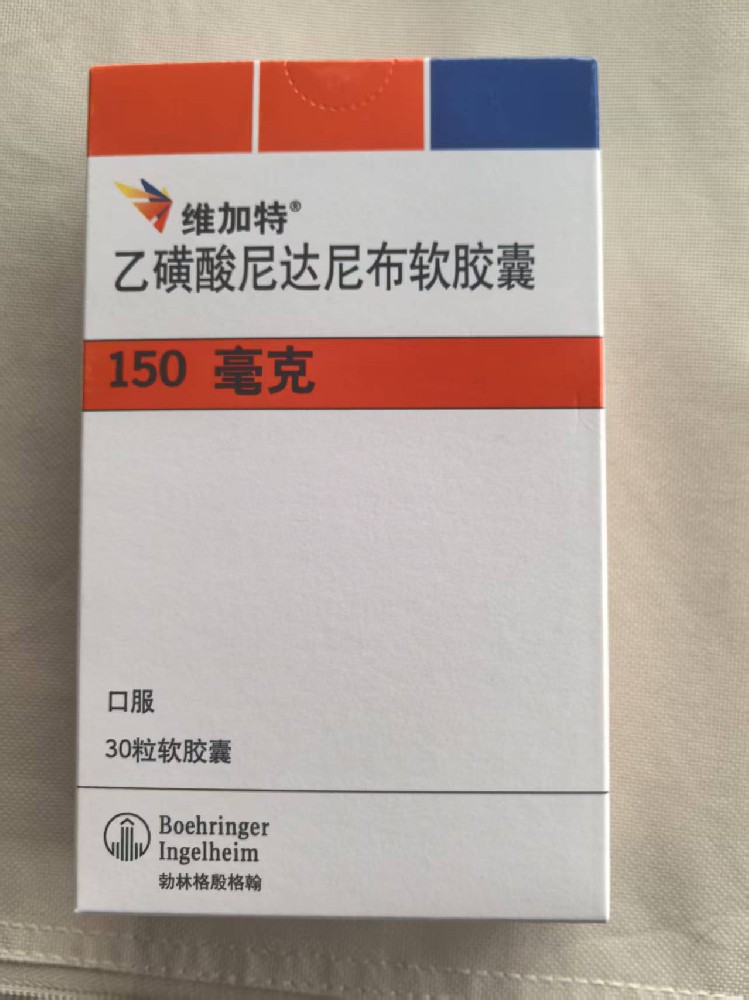 维加特®
乙磺酸尼达尼布软胶囊
150 毫克
口服
30粒软胶囊
Boehringer
Ingelheim
勃林格殷格翰